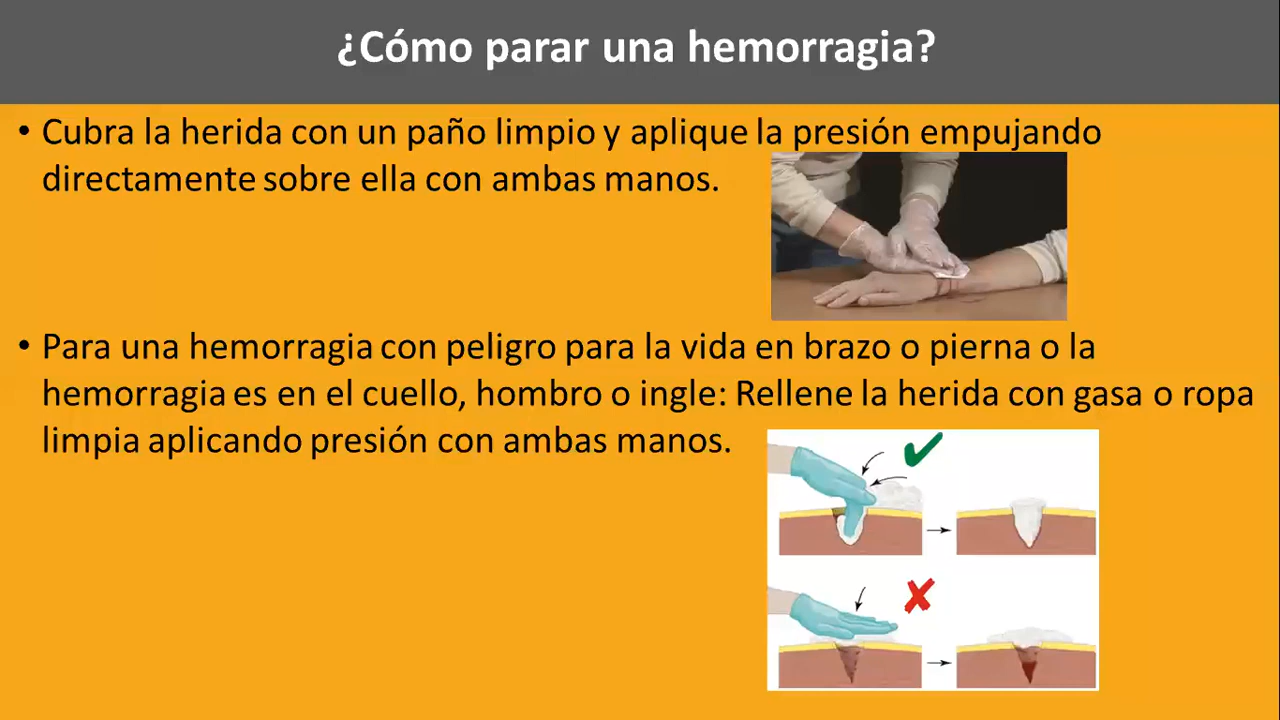 ¿Cómo parar una hemorragia?
• Cubra la herida con un paño limpio y aplique la presión empujando
directamente sobre ella con ambas manos.
• Para una hemorragia con peligro para la vida en brazo o pierna o la
hemorragia es en el cuello, hombro o ingle: Rellene la herida con gasa o ropa
limpia aplicando presión con ambas manos.